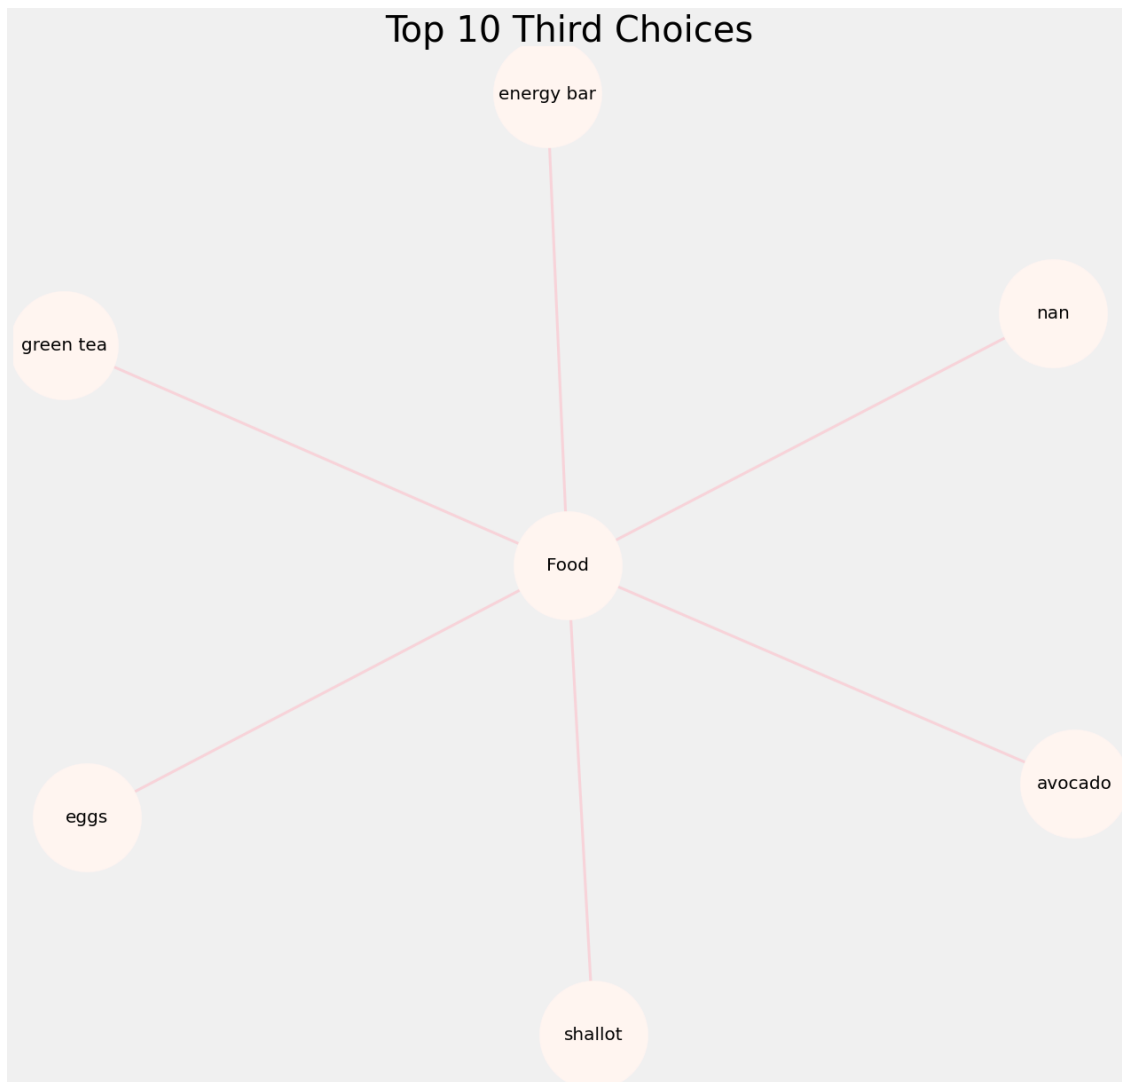 Top 10 Third Choices
energy bar
nan
green tea
Food
avocado
eggs
shallot